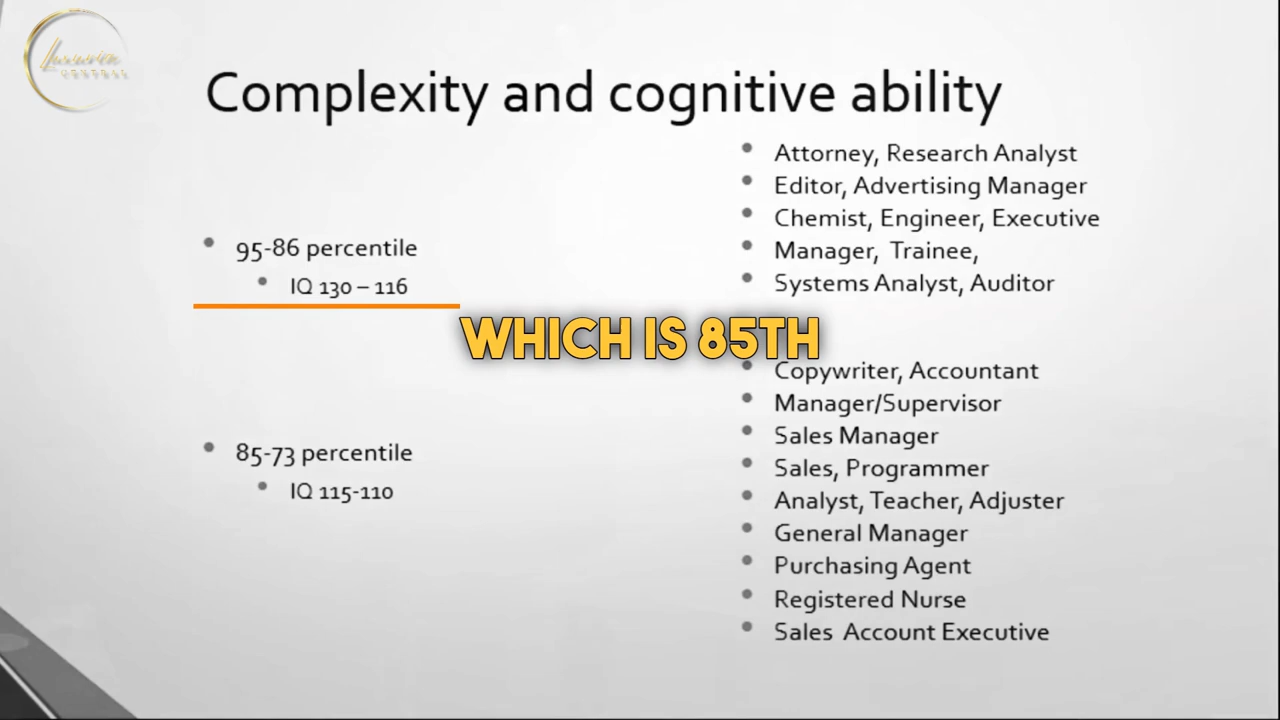 Luxurien
CENTRAL
Complexity and cognitive ability
95-86 percentile
IQ 130 – 116
Attorney, Research Analyst
Editor, Advertising Manager
Chemist, Engineer, Executive
Manager, Trainee,
Systems Analyst, Auditor
WHICH IS 85TH
85-73 percentile
IQ 115-110
Copywriter, Accountant
Manager/Supervisor
Sales Manager
Sales, Programmer
Analyst, Teacher, Adjuster
General Manager
Purchasing Agent
Registered Nurse
Sales Account Executive